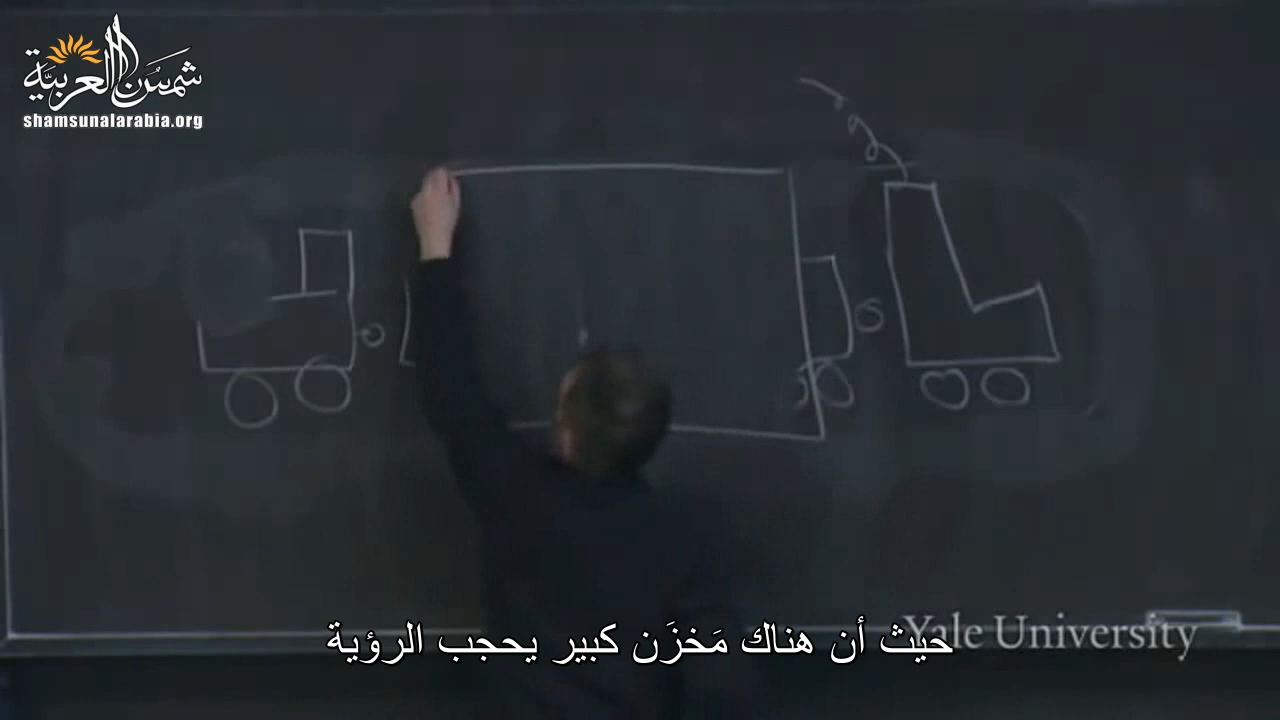 شمس العربية
shamsunalarabia.org
Yale University
حيث أن هناك مَخزَن كبير يحجب الرؤية